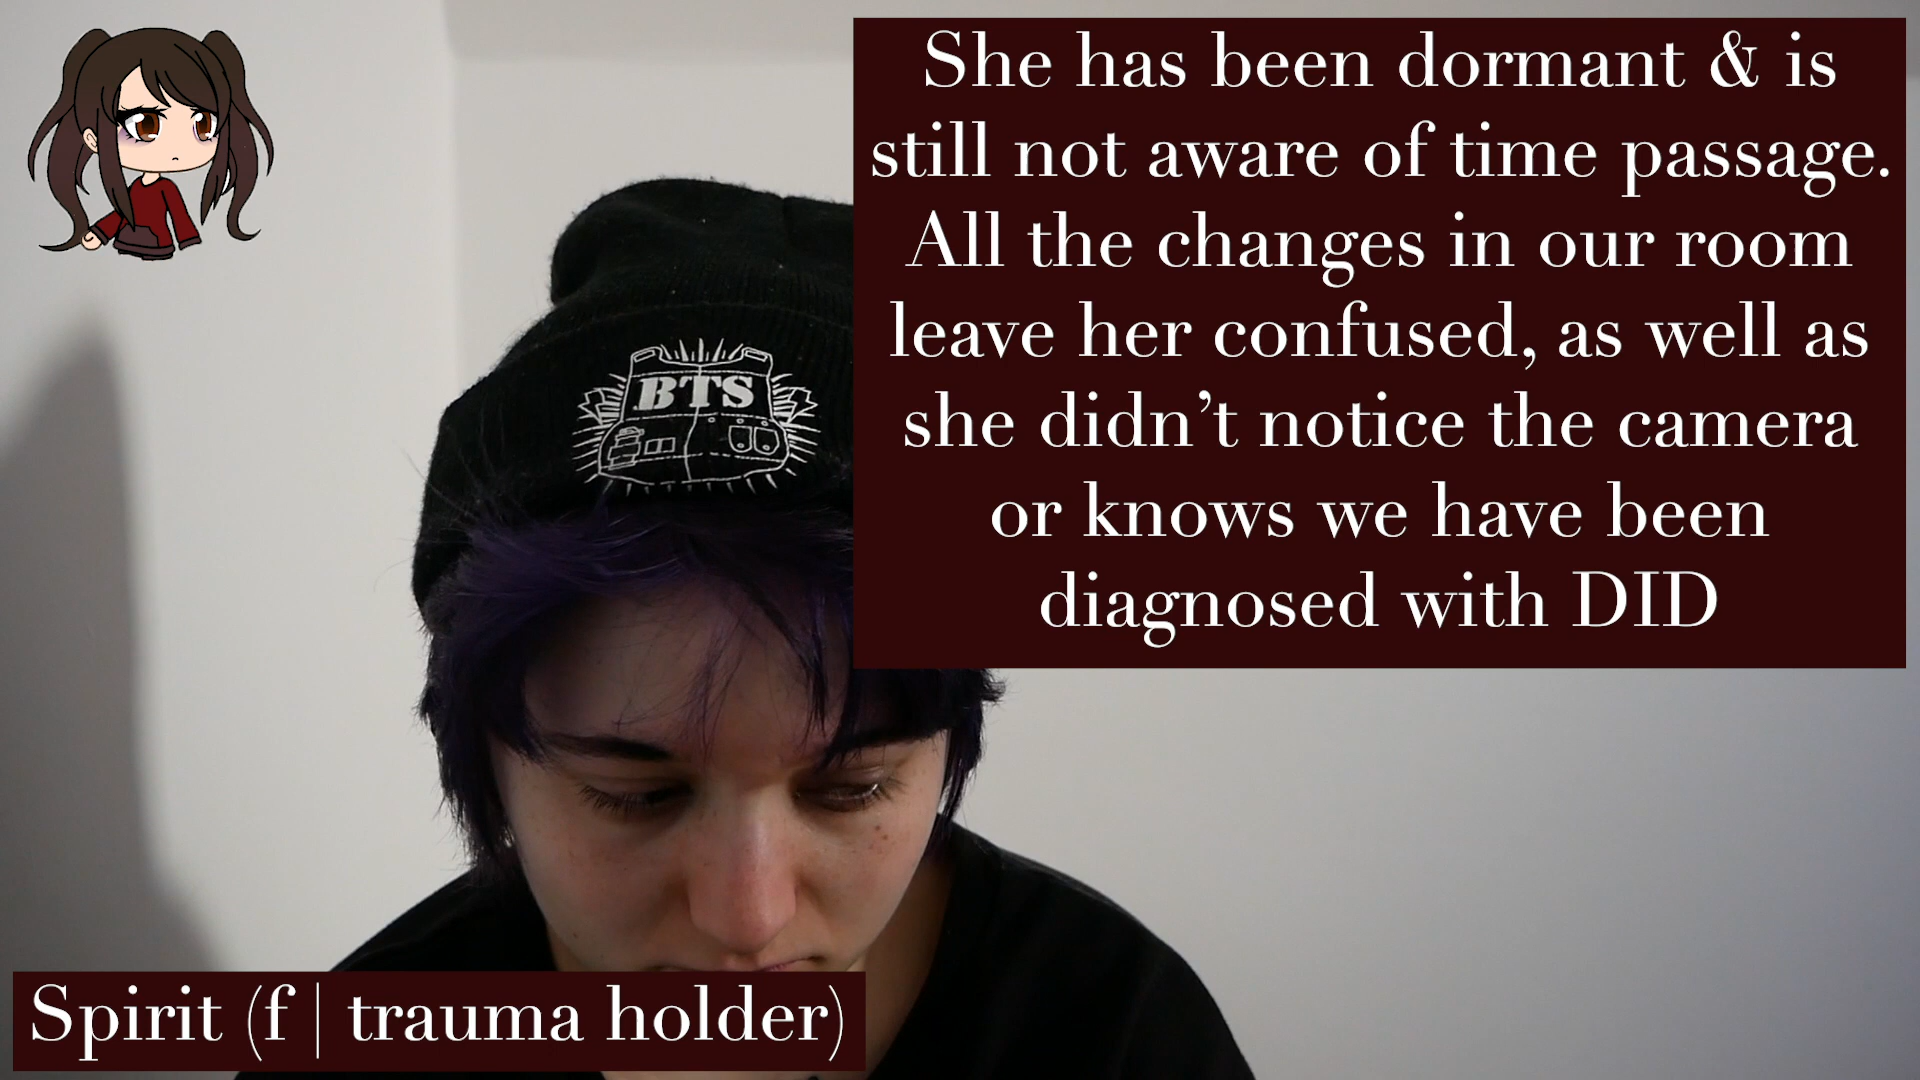 She has been dormant & is
still not aware of time passage.
All the changes in our room
leave her confused, as well as
she didn't notice the camera
or knows we have been
diagnosed with DID
BTS
Spirit (f | trauma holder)